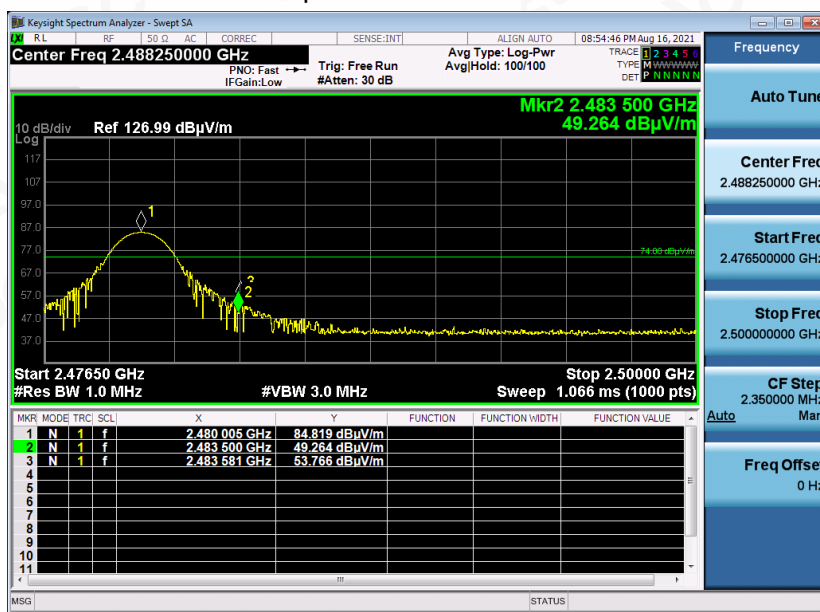 Keysight Spectrum Analyzer - Swept SA
LXI RL RF 50 Ω AC CORREC SENSE:INT ALIGN AUTO 08:54:46 PM Aug 16, 2021
Center Freq 2.488250000 GHz
PNO: Fast
IFGain:Low
Trig: Free Run
#Atten: 30 dB
Avg Type: Log-Pwr
Avg|Hold: 100/100
TRACE 1 2 3 4 5 6
TYPE M WWWWW
DET P N N N N N
Mkr2 2.483 500 GHz
49.264 dBµV/m
10 dB/div Ref 126.99 dBµV/m
Log
117
107
97.0
87.0
77.0
67.0
57.0
47.0
37.0
1
74.00 dBµV/m
3
2
Start 2.47650 GHz Stop 2.50000 GHz
#Res BW 1.0 MHz #VBW 3.0 MHz Sweep 1.066 ms (1000 pts)
MKR MODE TRC SCL X Y FUNCTION FUNCTION WIDTH FUNCTION VALUE
1 N 1 f 2.480 005 GHz 84.819 dBµV/m
2 N 1 f 2.483 500 GHz 49.264 dBµV/m
3 N 1 f 2.483 581 GHz 53.766 dBµV/m
4
5
6
7
8
9
10
11
MSG STATUS
Frequency
Auto Tune
Center Freq
2.488250000 GHz
Start Freq
2.476500000 GHz
Stop Freq
2.500000000 GHz
CF Step
2.350000 MHz
Auto Man
Freq Offset
0 Hz